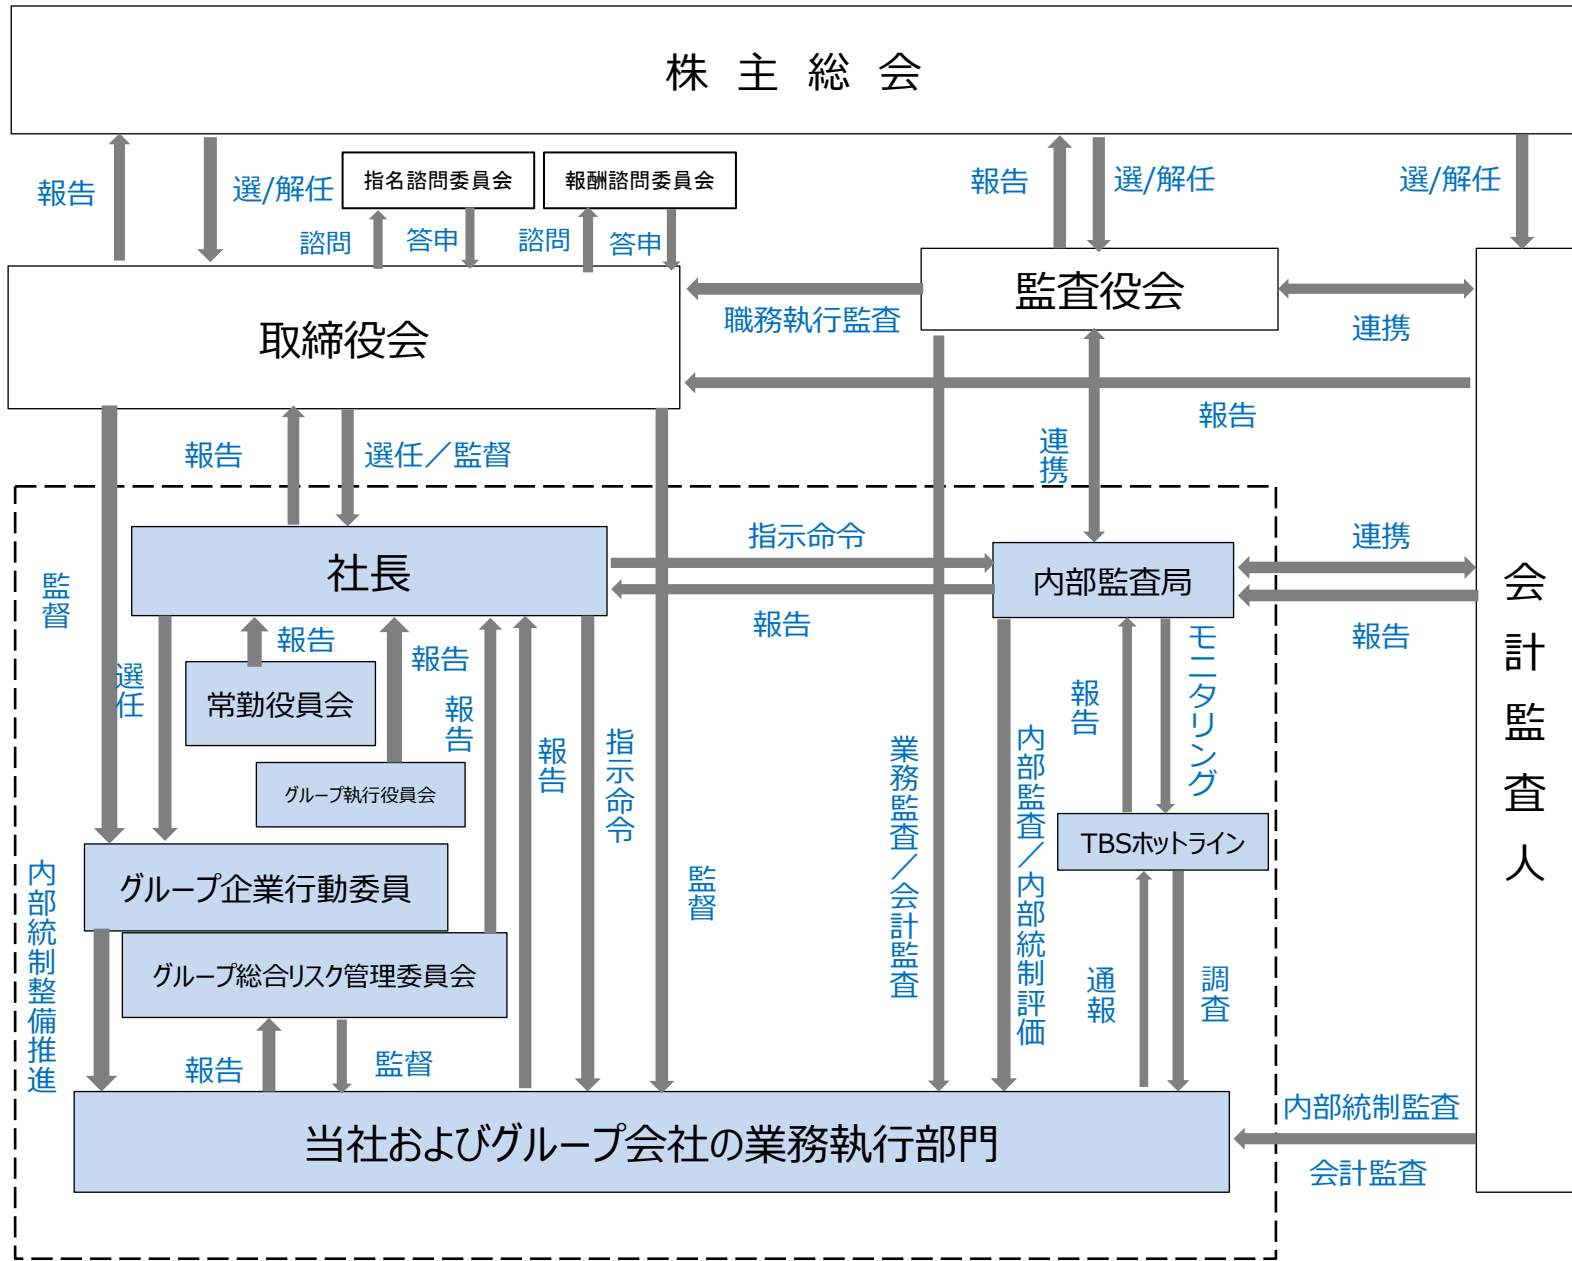 株主総会
報告
選/解任
指名諮問委員会
報酬諮問委員会
報告
選/解任
選/解任
諮問
答申
諮問
答申
取締役会
監査役会
職務執行監査
連携
報告
報告
選任／監督
連携
社長
指示命令
報告
内部監査局
連携
報告
会計監査人
監督
選任
報告
常勤役員会
報告
グループ執行役員会
報告
報告
指示命令
監督
業務監査／会計監査
内部監査／内部統制評価
報告
モニタリング
TBSホットライン
グループ企業行動委員
グループ総合リスク管理委員会
内部統制整備推進
報告
監督
通報
調査
当社およびグループ会社の業務執行部門
内部統制監査
会計監査